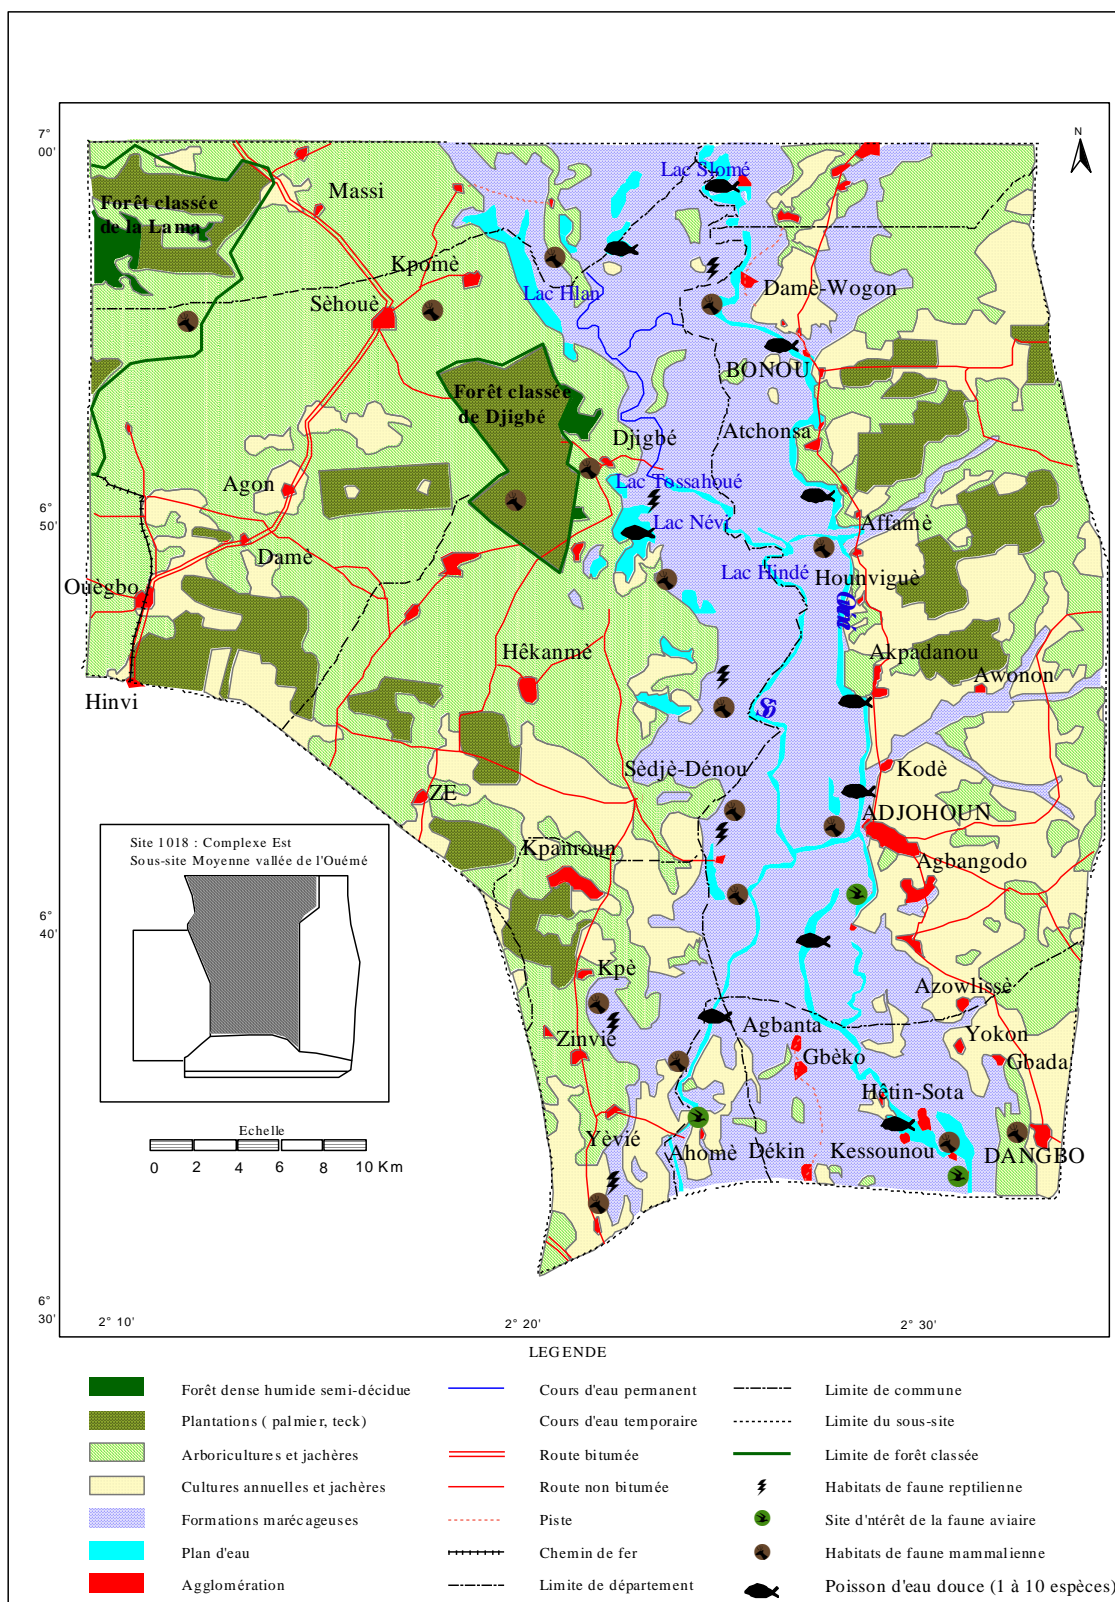 7°
00'
N
Lac Slomé
Massi
Forêt classée
de la Lama
Kpomè
Lac Hlan
Damè-Wogon
Sèhouè
BONOU
Forêt classée
de Djigbé
Atchonsa
Djigbé
Agon
Lac Tossahoué
6°
50'
Lac Névi
Affamè
Damè
Lac Hindé
Hounviguè
Ouègbo
Hêkanmè
Akpadanou
Awonon
Hinvi
Sô
Sèdjè-Dénou
Kodè
ZE
ADJOHOUN
Site 1018 : Complexe Est
Sous-site Moyenne vallée de l'Ouémé
Kpanroun
Agbangodo
6°
40'
Kpè
Azowlissè
Agbanta
Zinvié
Yokon
Gbèko
Gbada
Hêtin-Sota
Echelle
Yèvié
Ahomè
Dékin
Kessounou
DANGBO
0 2 4 6 8 10 Km
6°
30'
2° 10'
2° 20'
2° 30'
LEGENDE
Forêt dense humide semi-décidue
Cours d'eau permanent
Limite de commune
Plantations ( palmier, teck)
Cours d'eau temporaire
Limite du sous-site
Arboricultures et jachères
Route bitumée
Limite de forêt classée
Cultures annuelles et jachères
Route non bitumée
Habitats de faune reptilienne
Formations marécageuses
Piste
Site d'ntérêt de la faune aviaire
Plan d'eau
Chemin de fer
Habitats de faune mammalienne
Agglomération
Limite de département
Poisson d'eau douce (1 à 10 espèces)